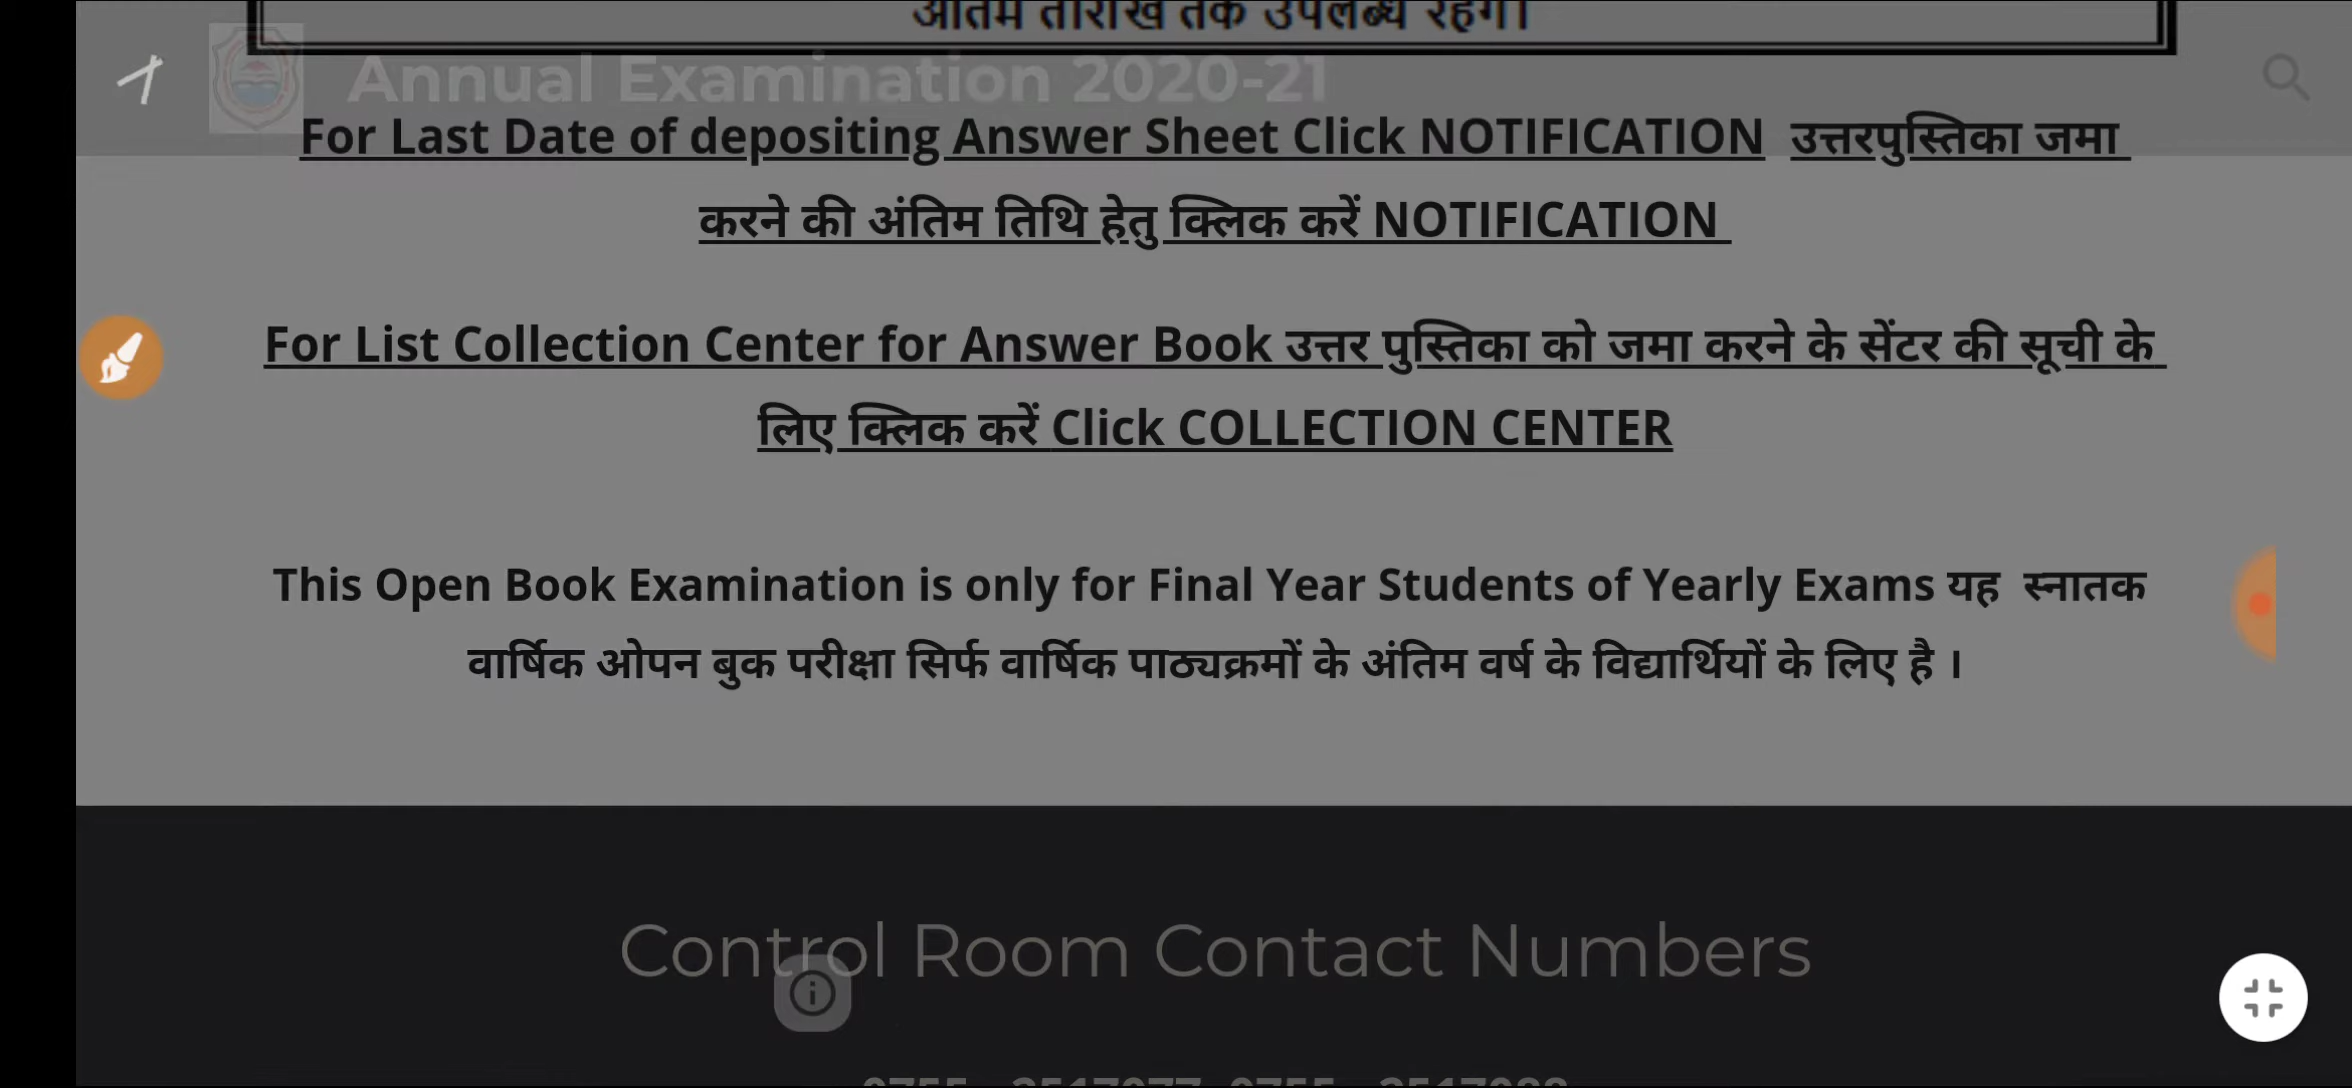 अंतिम तारीख तक उपलब्ध रहेगी।
Annual Examination 2020-21
For Last Date of depositing Answer Sheet Click NOTIFICATION उत्तरपुस्तिका जमा
करने की अंतिम तिथि हेतु क्लिक करें NOTIFICATION
For List Collection Center for Answer Book उत्तर पुस्तिका को जमा करने के सेंटर की सूची के
लिए क्लिक करें Click COLLECTION CENTER
This Open Book Examination is only for Final Year Students of Yearly Exams यह स्नातक
वार्षिक ओपन बुक परीक्षा सिर्फ वार्षिक पाठ्यक्रमों के अंतिम वर्ष के विद्यार्थियों के लिए है ।
Control Room Contact Numbers